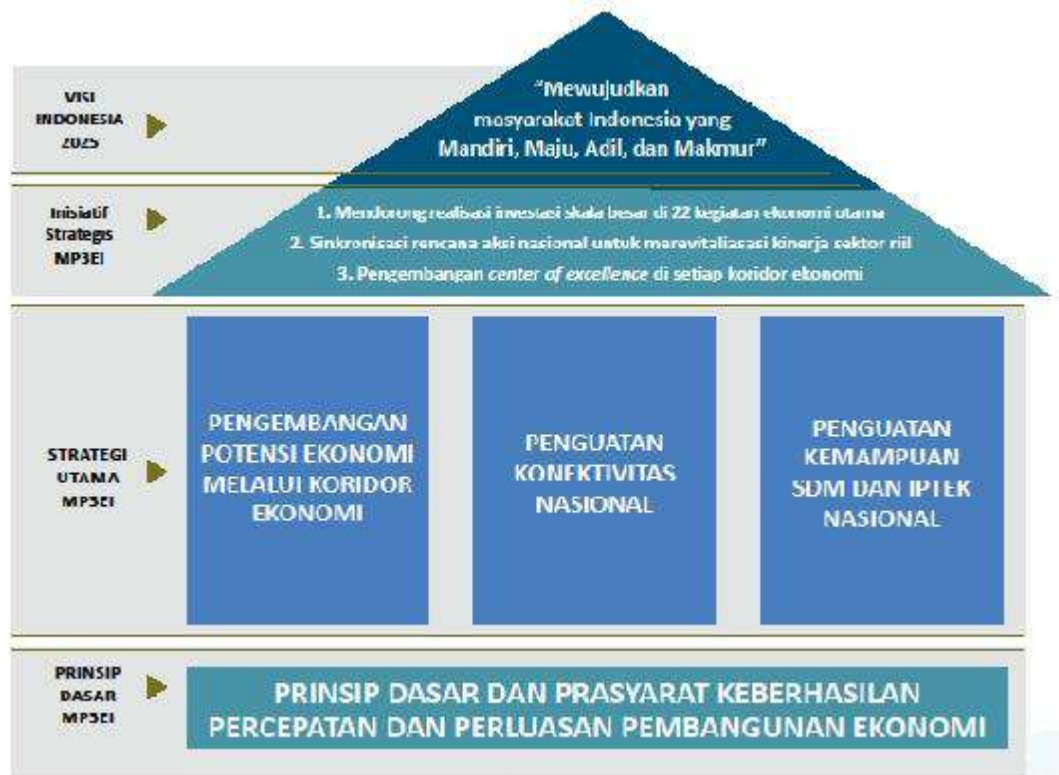 VISI
INDONESIA
2025
"Mewujudkan
masyarakat Indonesia yang
Mandiri, Maju, Adil, dan Makmur"
Inisiatif
Strategis
MP3EI
1. Mendorong realisasi investasi skala besar di 22 kegiatan ekonomi utama
2. Sinkronisasi rencana aksi nasional untuk merevitaliasasi kinerja sektor riil
3. Pengembangan center of excellence di setiap koridor ekonomi
STRATEGI
UTAMA
MP3EI
PENGEMBANGAN
POTENSI EKONOMI
MELALUI KORIDOR
EKONOMI
PENGUATAN
KONEKTIVITAS
NASIONAL
PENGUATAN
KEMAMPUAN
SDM DAN IPTEK
NASIONAL
PRINSIP
DASAR
MP3EI
PRINSIP DASAR DAN PRASYARAT KEBERHASILAN
PERCEPATAN DAN PERLUASAN PEMBANGUNAN EKONOMI